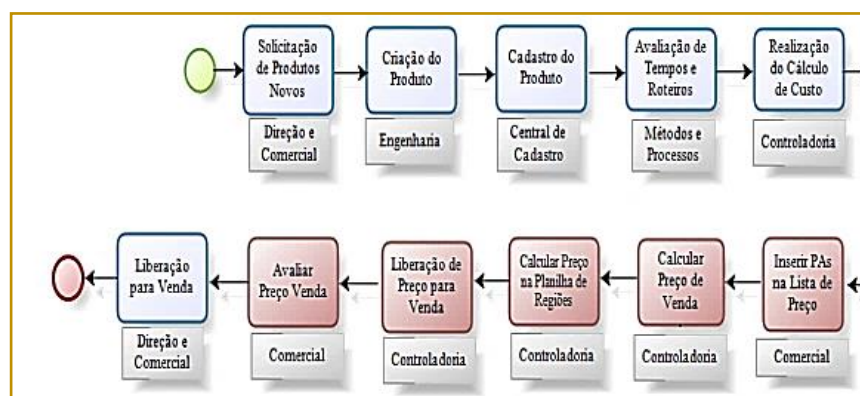 Solicitação
de Produtos
Novos
Direção e
Comercial
Criação do
Produto
Engenharia
Cadastro do
Produto
Central de
Cadastro
Avaliação de
Tempos e
Roteiros
Métodos e
Processos
Realização
do Cálculo
de Custo
Controladoria
Inserir PAs
na Lista de
Preço
Comercial
Calcular
Preço de
Venda
Controladoria
Calcular Preço
na Planilha de
Regiões
Controladoria
Liberação de
Preço para
Venda
Controladoria
Avaliar
Preço Venda
Comercial
Liberação
para Venda
Direção e
Comercial